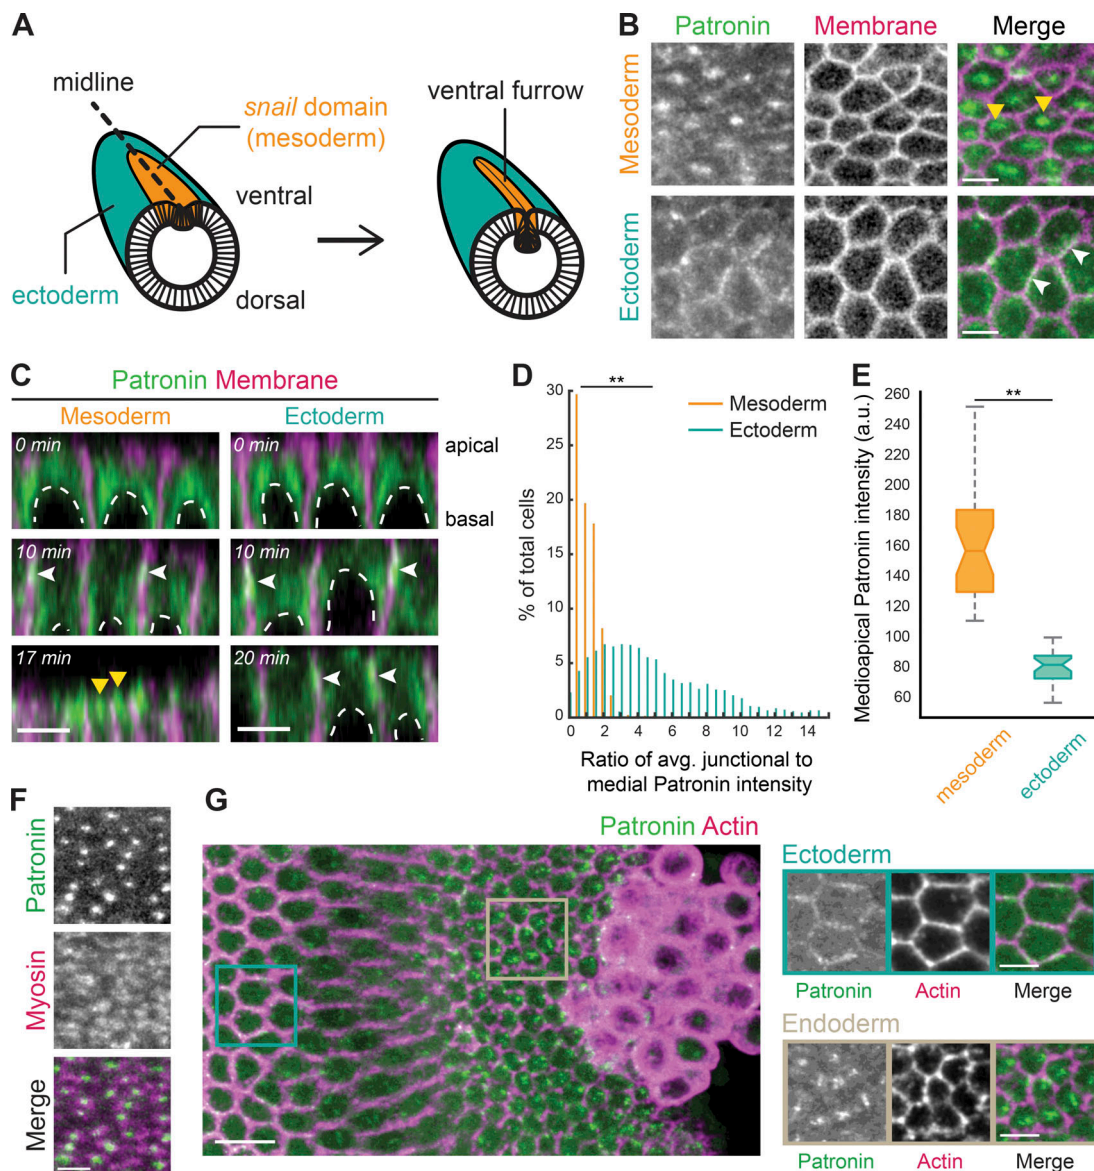 A
midline
snail domain
(mesoderm)
ventral furrow
ventral
ectoderm
dorsal
B
Patronin
Membrane
Merge
Mesoderm
Ectoderm
C
Patronin Membrane
Mesoderm
Ectoderm
0 min
0 min
apical
basal
10 min
10 min
17 min
20 min
D
**
30
25
20
15
10
5
0
% of total cells
Mesoderm
Ectoderm
0 2 4 6 8 10 12 14
Ratio of avg. junctional to
medial Patronin intensity
E
**
Medioapical Patronin intensity (a.u.)
260
240
220
200
180
160
140
120
100
80
60
mesoderm
ectoderm
F
Patronin
Myosin
Merge
G
Patronin Actin
Ectoderm
Patronin
Actin
Merge
Endoderm
Patronin
Actin
Merge